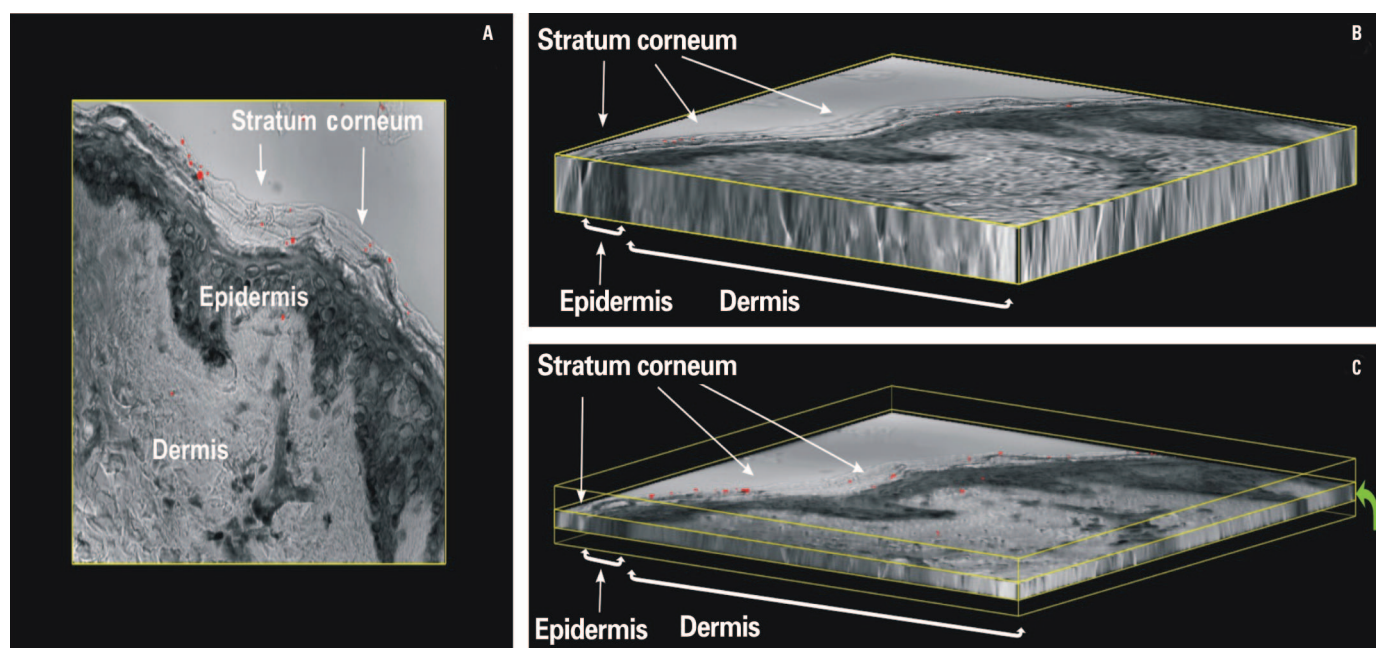 A
Stratum corneum
Epidermis
Dermis
B
Stratum corneum
Epidermis Dermis
C
Stratum corneum
Epidermis Dermis